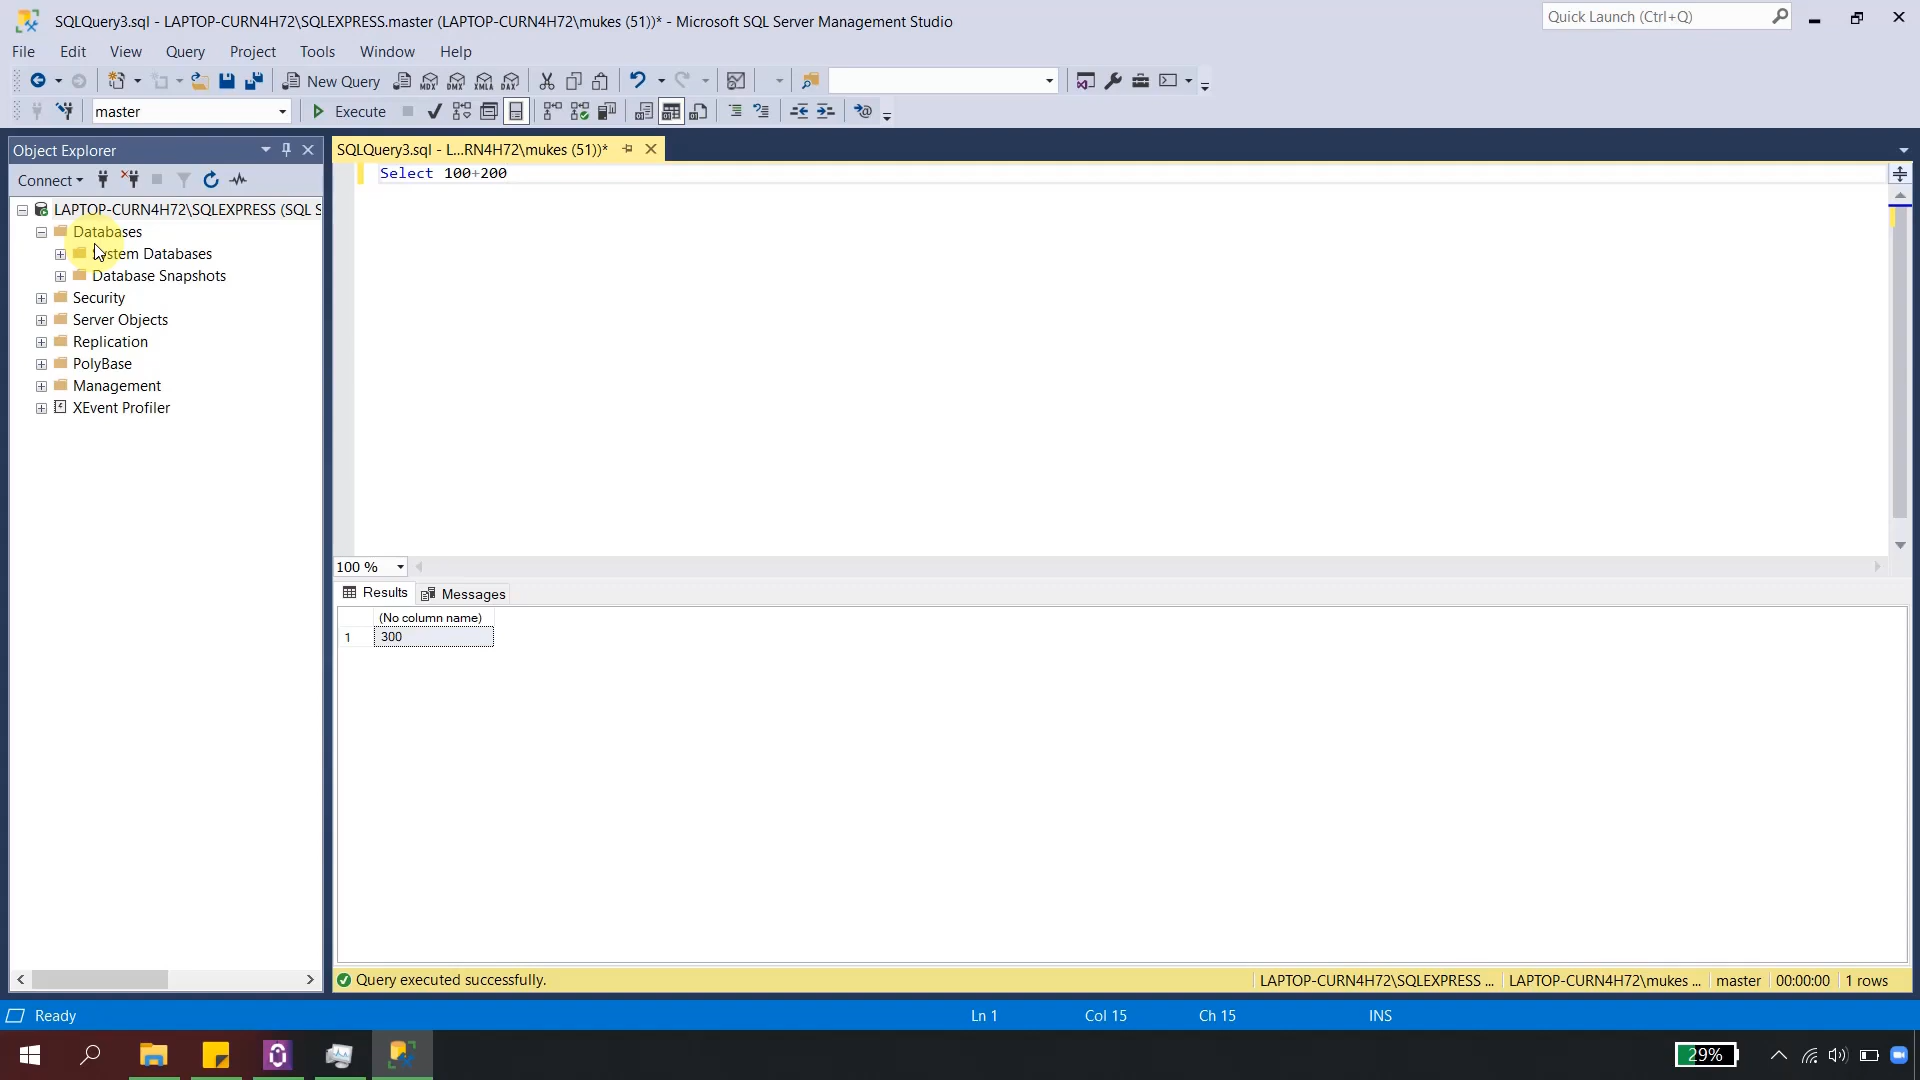 SQLQuery3.sql - LAPTOP-CURN4H72\SQLEXPRESS.master (LAPTOP-CURN4H72\mukes (51))* - Microsoft SQL Server Management Studio
Quick Launch (Ctrl+Q)
File Edit View Query Project Tools Window Help
New Query MDX DMX XMLA DAX
master Execute
Object Explorer
SQLQuery3.sql - L...RN4H72\mukes (51))*
Connect
Select 100+200
LAPTOP-CURN4H72\SQLEXPRESS (SQL S
Databases
System Databases
Database Snapshots
Security
Server Objects
Replication
PolyBase
Management
XEvent Profiler
100 %
Results Messages
(No column name)
1 300
Query executed successfully. LAPTOP-CURN4H72\SQLEXPRESS ... LAPTOP-CURN4H72\mukes ... master 00:00:00 1 rows
Ready Ln 1 Col 15 Ch 15 INS
29%